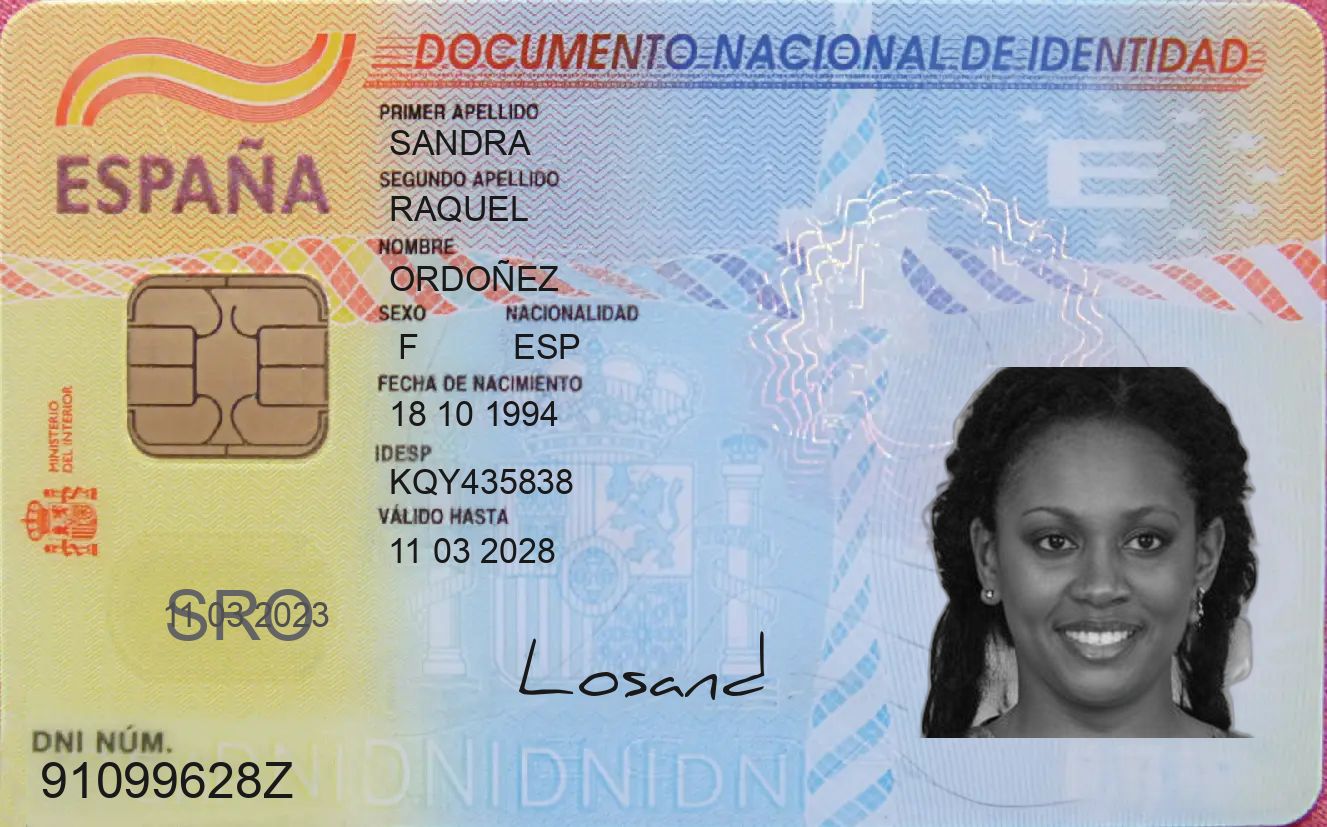 DOCUMENTO NACIONAL DE IDENTIDAD
ESPAÑA
PRIMER APELLIDO
SANDRA
SEGUNDO APELLIDO
RAQUEL
NOMBRE
ORDOÑEZ
SEXO NACIONALIDAD
F ESP
FECHA DE NACIMIENTO
18 10 1994
IDESP
KQY435838
VÁLIDO HASTA
11 03 2028
MINISTERIO
DEL INTERIOR
E
SRO
11 03 2023
Losand
DNI NÚM.
91099628Z
DNIDNIDNIDNI